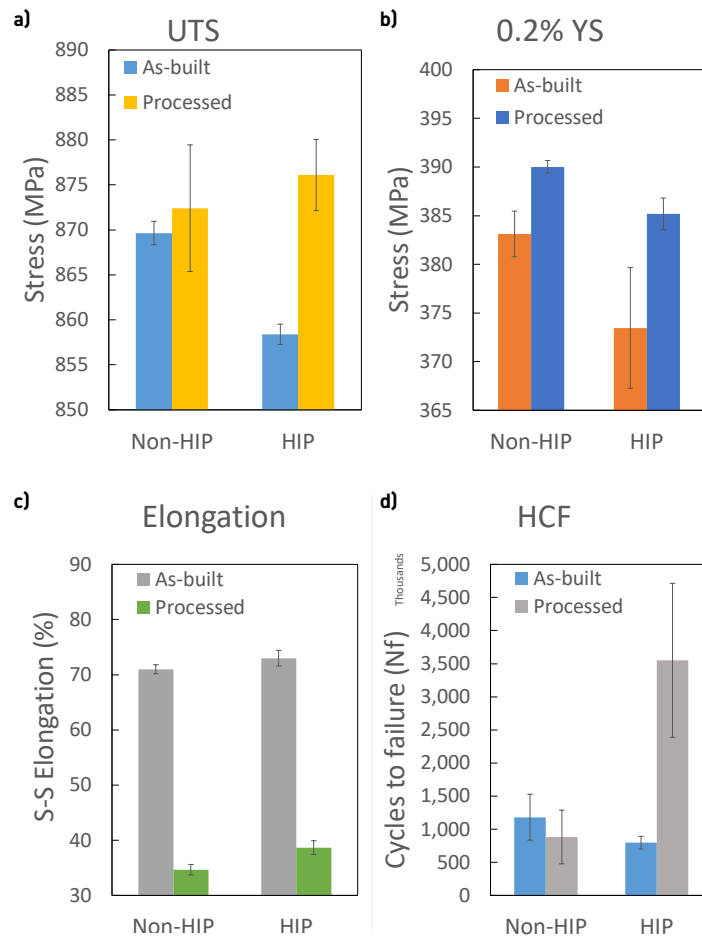 a)
UTS
890
885
880
875
870
865
860
855
850
Stress (MPa)
As-built
Processed
Non-HIP
HIP
b)
0.2% YS
400
395
390
385
380
375
370
365
Stress (MPa)
As-built
Processed
Non-HIP
HIP
c)
Elongation
90
80
70
60
50
40
30
S-S Elongation (%)
As-built
Processed
Non-HIP
HIP
d)
HCF
5,000
4,500
4,000
3,500
3,000
2,500
2,000
1,500
1,000
500
0
Thousands
Cycles to failure (Nf)
As-built
Processed
Non-HIP
HIP